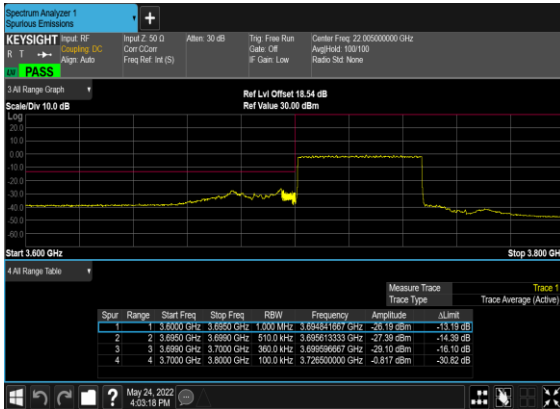 Spectrum Analyzer 1
Spurious Emissions
+
KEYSIGHT Input: RF Input Z: 50 Ω Atten: 30 dB Trig: Free Run Center Freq: 22.005000000 GHz
R T Coupling: DC Corr CCorr Gate: Off Avg|Hold: 100/100
Align: Auto Freq Ref: Int (S) IF Gain: Low Radio Std: None
LXI PASS
3 All Range Graph
Ref Lvl Offset 18.54 dB
Scale/Div 10.0 dB Ref Value 30.00 dBm
Log
20.0
10.0
0.00
-10.0
-20.0
-30.0
-40.0
-50.0
-60.0
Start 3.600 GHz Stop 3.800 GH
4 All Range Table
Measure Trace Trace 1
Trace Type Trace Average (Active)
Spur Range Start Freq Stop Freq RBW Frequency Amplitude ΔLimit
1 1 3.6000 GHz 3.6950 GHz 1.000 MHz 3.694841667 GHz -26.19 dBm -13.19 dB
2 2 3.6950 GHz 3.6990 GHz 510.0 kHz 3.695613333 GHz -27.39 dBm -14.39 dB
3 3 3.6990 GHz 3.7000 GHz 360.0 kHz 3.699596667 GHz -29.10 dBm -16.10 dB
4 4 3.7000 GHz 3.8000 GHz 100.0 kHz 3.726500000 GHz -0.817 dBm -30.82 dB
? May 24, 2022
4:03:18 PM